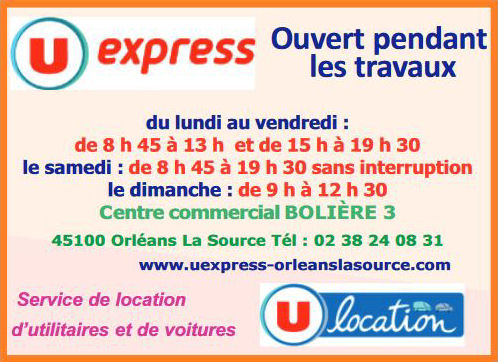 U express
Ouvert pendant
les travaux
du lundi au vendredi :
de 8 h 45 à 13 h et de 15 h à 19 h 30
le samedi : de 8 h 45 à 19 h 30 sans interruption
le dimanche : de 9 h à 12 h 30
Centre commercial BOLIÈRE 3
45100 Orléans La Source Tél : 02 38 24 08 31
www.uexpress-orleanslasource.com
Service de location
d'utilitaires et de voitures
U location